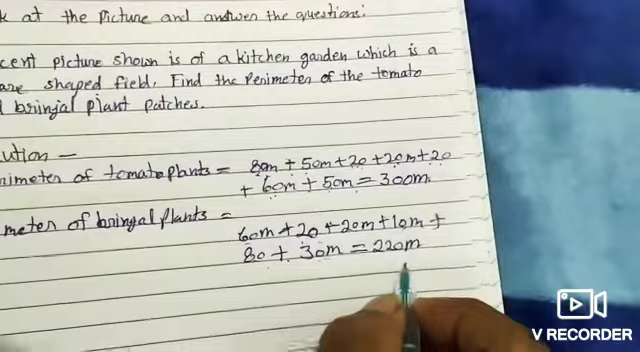 k at the Picture and answer the questions:
cent picture shown is of a kitchen garden which is a
are shaped field. Find the Perimeter of the tomato
d brinjal plant patches.
ution —
rimeter of tomato plants = 80m + 50m + 20 + 20m + 20
+ 60m + 50m = 300m.
meter of bringal plants =
60m + 20 + 20m + 10m +
80 + 30m = 220m
V RECORDER